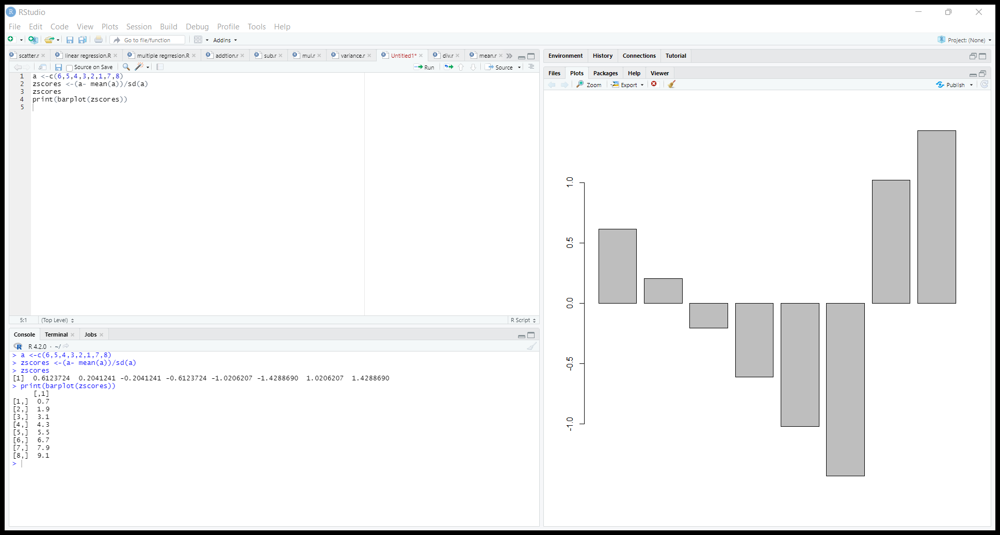 RStudio
File Edit Code View Plots Session Build Debug Profile Tools Help
Go to file/function Addins Project: (None)
scatter.r linear regression.R multiple regrresion.R addtion.r sub.r mul.r variance.r Untitled1* div.r mean.r
Source on Save Run Source
1 a <-c(6,5,4,3,2,1,7,8)
2 zscores <-(a- mean(a))/sd(a)
3 zscores
4 print(barplot(zscores))
5
5:1 (Top Level) R Script
Console Terminal Jobs
R 4.2.0 · ~/
> a <-c(6,5,4,3,2,1,7,8)
> zscores <-(a- mean(a))/sd(a)
> zscores
[1] 0.6123724 0.2041241 -0.2041241 -0.6123724 -1.0206207 -1.4288690 1.0206207 1.4288690
> print(barplot(zscores))
[,1]
[1,] 0.7
[2,] 1.9
[3,] 3.1
[4,] 4.3
[5,] 5.5
[6,] 6.7
[7,] 7.9
[8,] 9.1
>
Environment History Connections Tutorial
Files Plots Packages Help Viewer
Zoom Export Publish
1.0
0.5
0.0
-0.5
-1.0